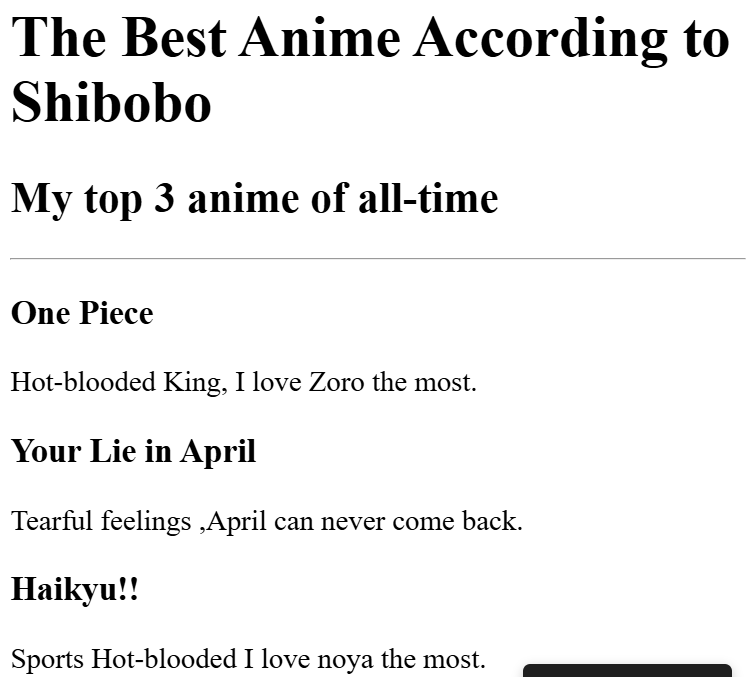 The Best Anime According to
Shibobo
My top 3 anime of all-time
One Piece
Hot-blooded King, I love Zoro the most.
Your Lie in April
Tearful feelings ,April can never come back.
Haikyu!!
Sports Hot-blooded I love noya the most.